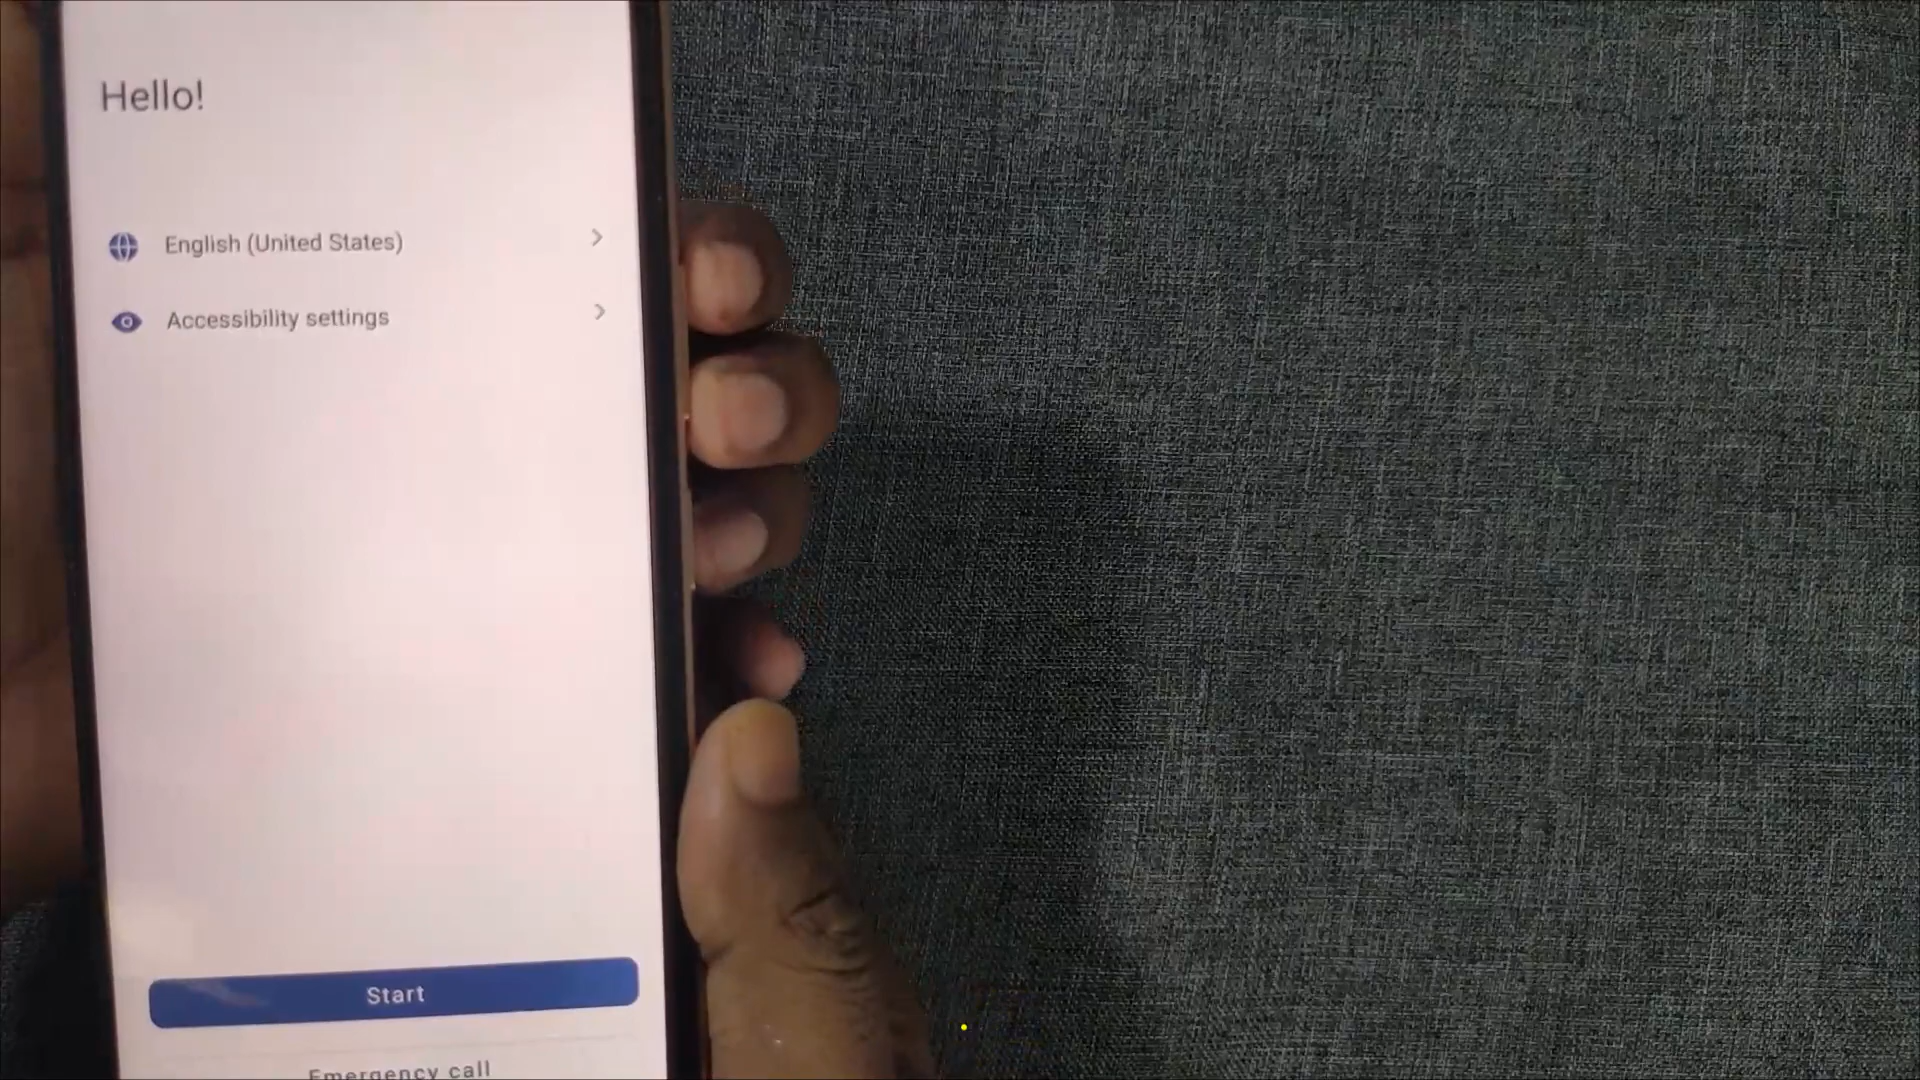 Hello!
English (United States)
Accessibility settings
Start
Emergency call